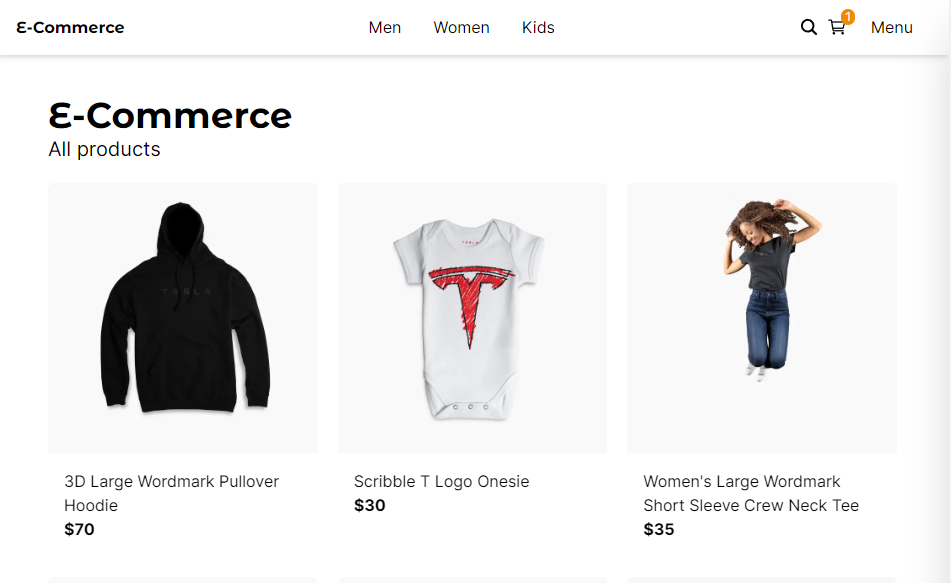 Ɛ-Commerce
Men
Women
Kids
1
Menu
Ɛ-Commerce
All products
TESLA
TESLA
3D Large Wordmark Pullover
Hoodie
$70
Scribble T Logo Onesie
$30
Women's Large Wordmark
Short Sleeve Crew Neck Tee
$35